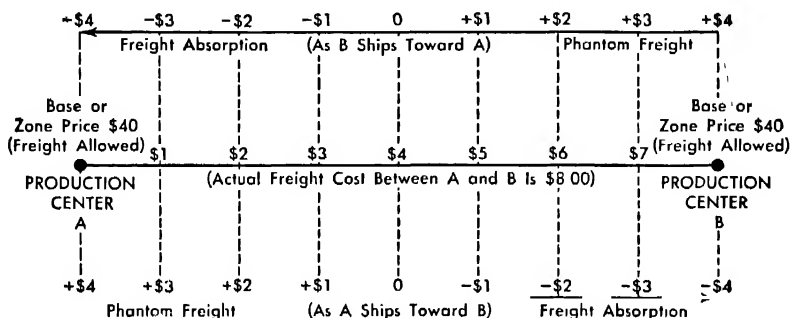 -$4 -$3 -$2 -$1 0 +$1 +$2 +$3 +$4
Freight Absorption (As B Ships Toward A) Phantom Freight
Base or Zone Price $40 (Freight Allowed)
Base or Zone Price $40 (Freight Allowed)
$1 $2 $3 $4 $5 $6 $7
(Actual Freight Cost Between A and B Is $8 00)
PRODUCTION CENTER A
PRODUCTION CENTER B
+$4 +$3 +$2 +$1 0 -$1 -$2 -$3 -$4
Phantom Freight (As A Ships Toward B) Freight Absorption